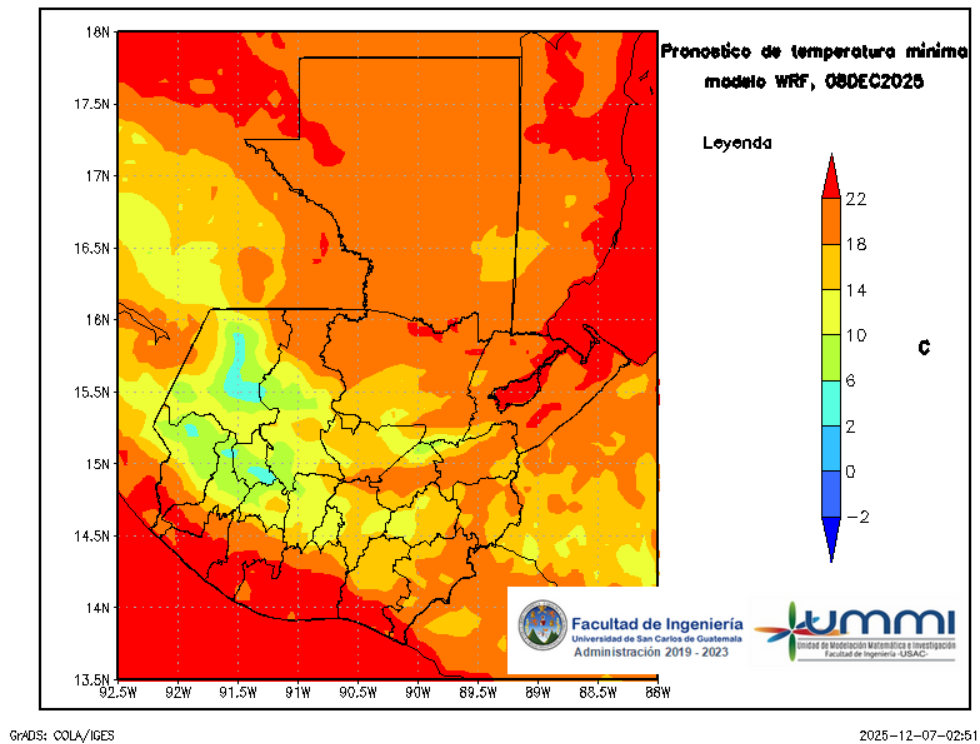 Pronostico de temperatura minima
modelo WRF, 08DEC2025
Leyenda
22
18
14
10
6
2
0
-2
C
18N
17.5N
17N
16.5N
16N
15.5N
15N
14.5N
14N
13.5N
92.5W 92W 91.5W 91W 90.5W 90W 89.5W 89W 88.5W 88W
Facultad de Ingeniería
Universidad de San Carlos de Guatemala
Administración 2019 - 2023
ummi
Unidad de Modelación Matemática e Investigación
Facultad de Ingeniería -USAC-
GrADS: COLA/IGES
2025-12-07-02:51